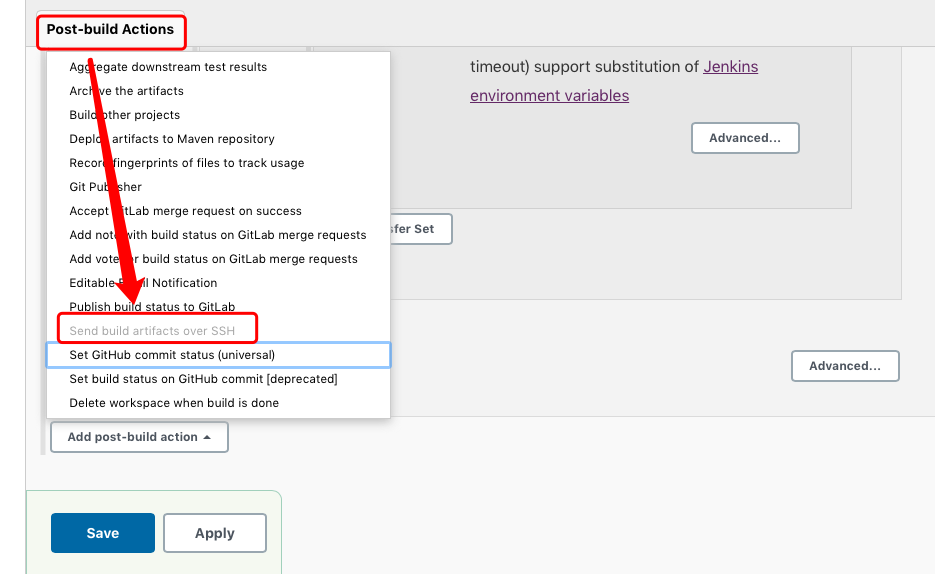 Post-build Actions
Aggregate downstream test results
Archive the artifacts
Build other projects
Deploy artifacts to Maven repository
Record fingerprints of files to track usage
Git Publisher
Accept GitLab merge request on success
Add note with build status on GitLab merge requests
Add vote for build status on GitLab merge requests
Editable Email Notification
Publish build status to GitLab
Send build artifacts over SSH
Set GitHub commit status (universal)
Set build status on GitHub commit [deprecated]
Delete workspace when build is done
timeout) support substitution of Jenkins
environment variables
Advanced...
Set
Advanced...
Add post-build action
Save
Apply